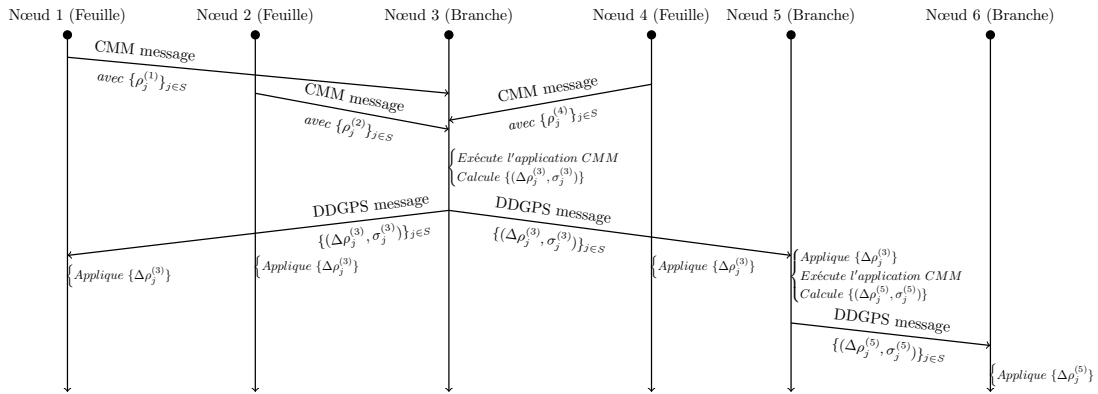 Nœud 1 (Feuille) Nœud 2 (Feuille) Nœud 3 (Branche) Nœud 4 (Feuille) Nœud 5 (Branche) Nœud 6 (Branche)
CMM message
avec {ρ_j^(1)}_{j∈S}
CMM message
avec {ρ_j^(2)}_{j∈S}
CMM message
avec {ρ_j^(4)}_{j∈S}
Exécute l'application CMM
Calcule {(Δρ_j^(3), σ_j^(3))}
DDGPS message
{(Δρ_j^(3), σ_j^(3))}_{j∈S}
DDGPS message
{(Δρ_j^(3), σ_j^(3))}_{j∈S}
Applique {Δρ_j^(3)}
Applique {Δρ_j^(3)}
Applique {Δρ_j^(3)}
Applique {Δρ_j^(3)}
Exécute l'application CMM
Calcule {(Δρ_j^(5), σ_j^(5))}
DDGPS message
{(Δρ_j^(5), σ_j^(5))}_{j∈S}
Applique {Δρ_j^(5)}